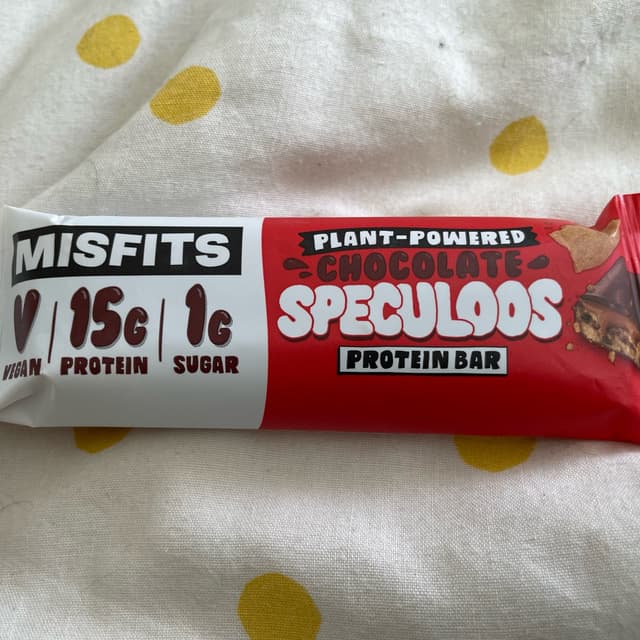 MISFITS
V 15G 1G
VEGAN PROTEIN SUGAR
PLANT-POWERED
CHOCOLATE
SPECULOOS
PROTEIN BAR